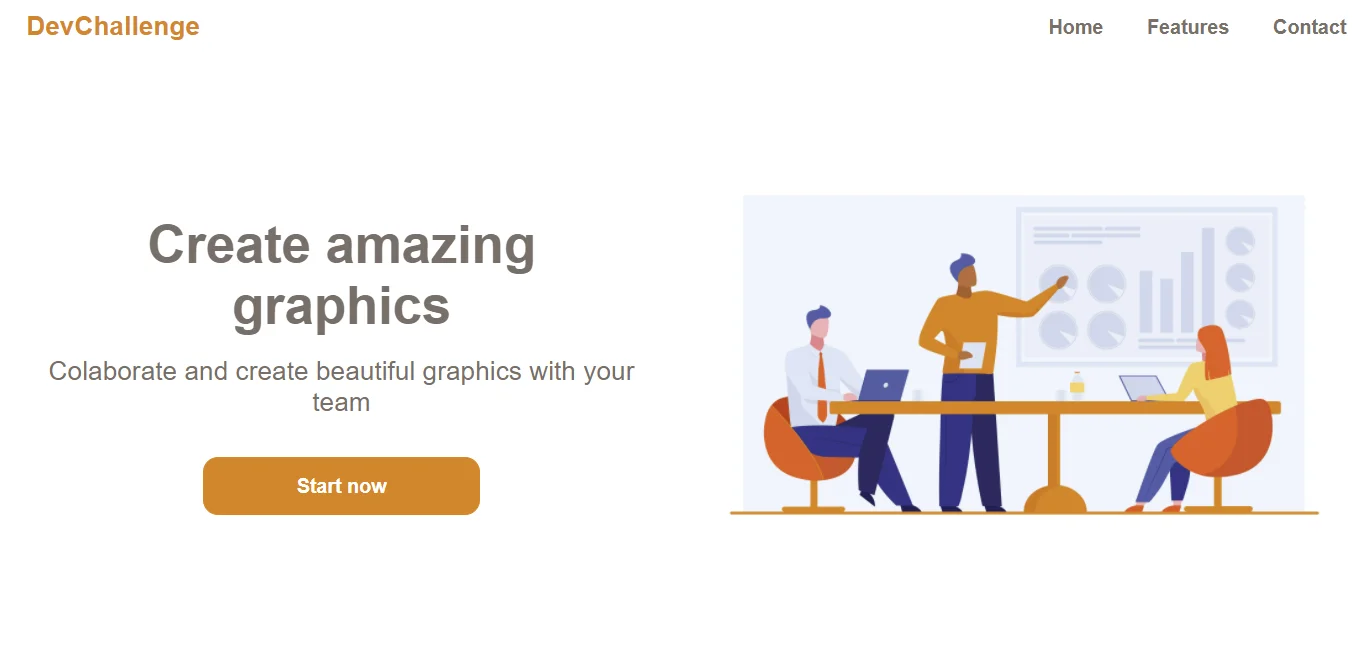 DevChallenge
Home Features Contact
Create amazing
graphics
Colaborate and create beautiful graphics with your
team
Start now